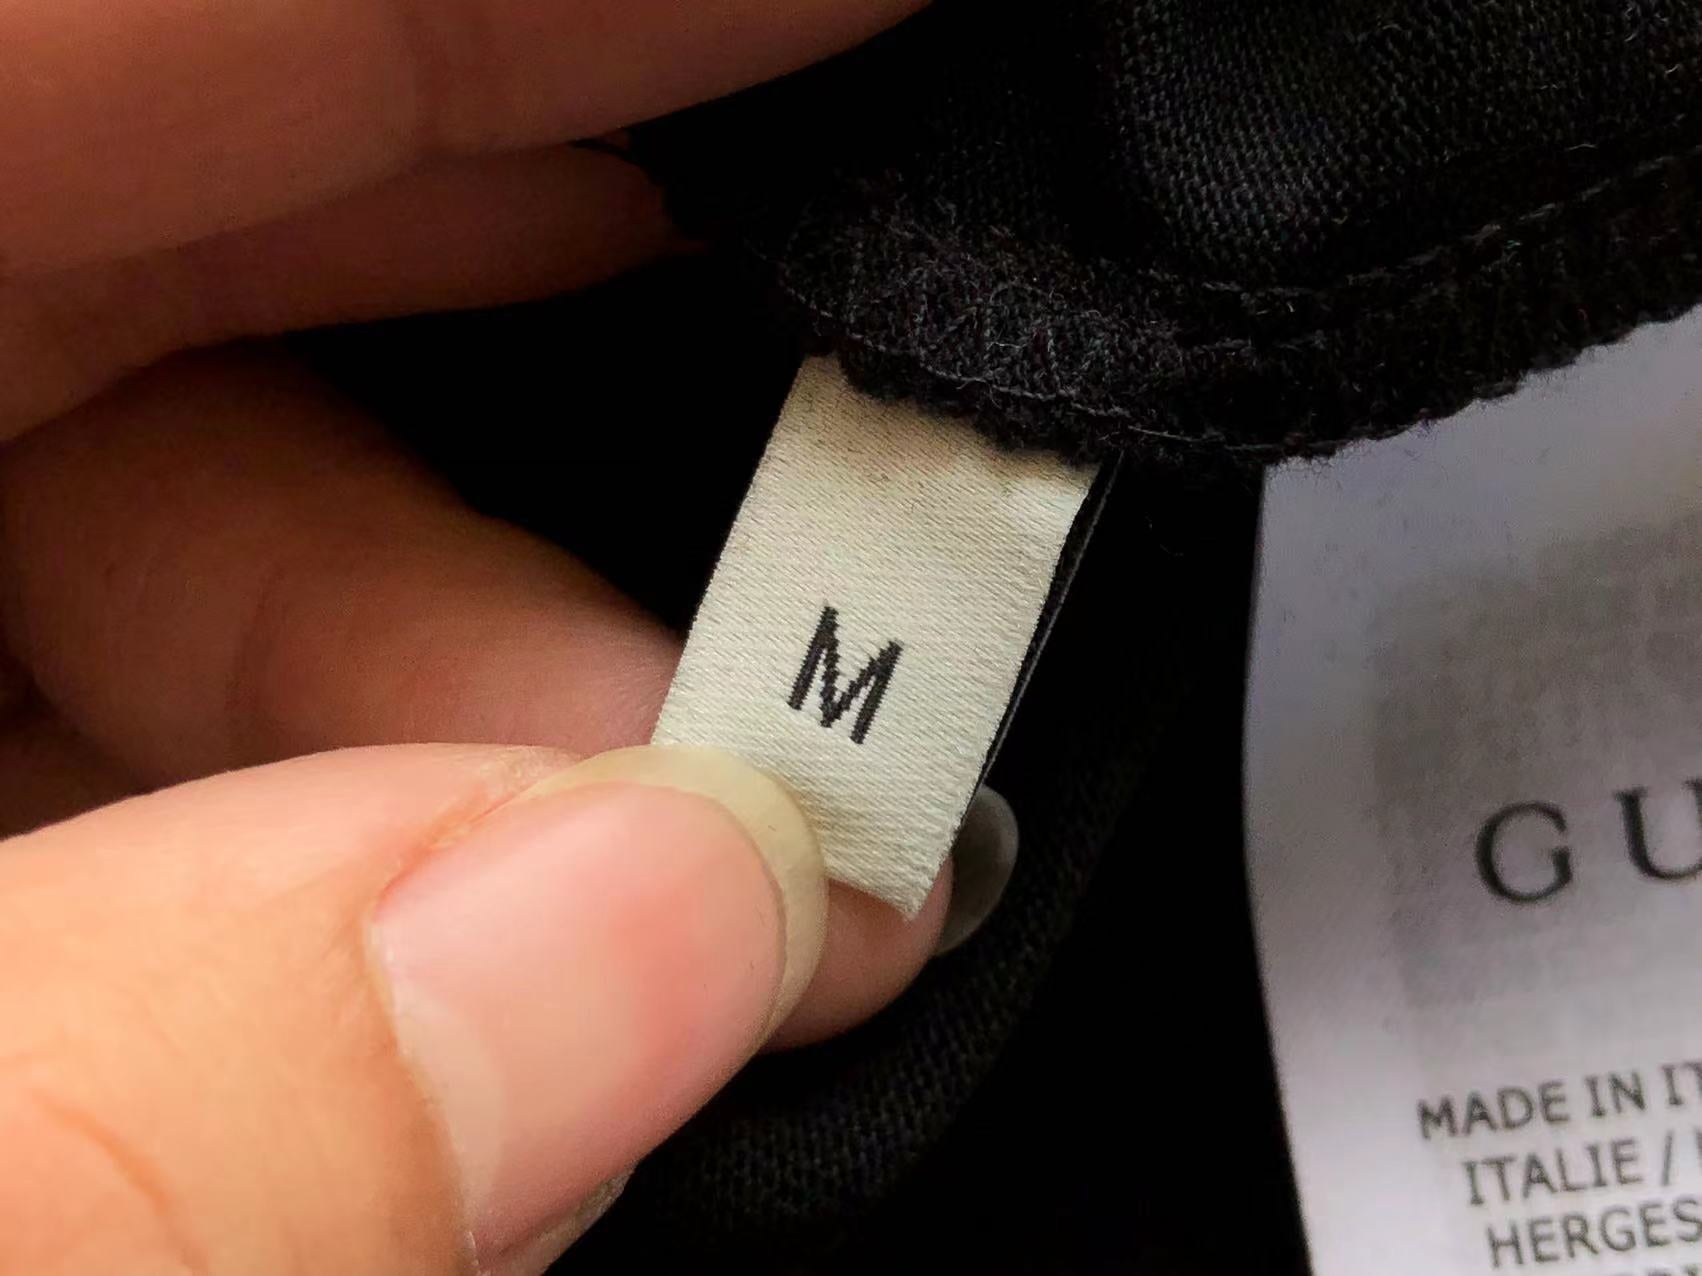 M
GU
MADE IN IT
ITALIE /
HERGES